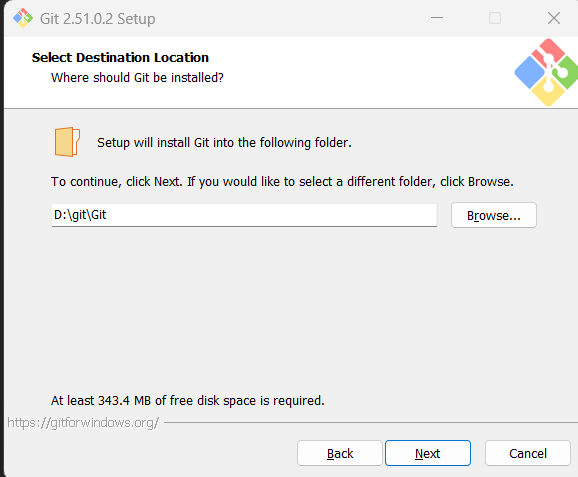 Git 2.51.0.2 Setup
Select Destination Location
Where should Git be installed?
Setup will install Git into the following folder.
To continue, click Next. If you would like to select a different folder, click Browse.
D:\git\Git
Browse...
At least 343.4 MB of free disk space is required.
https://gitforwindows.org/
Back
Next
Cancel